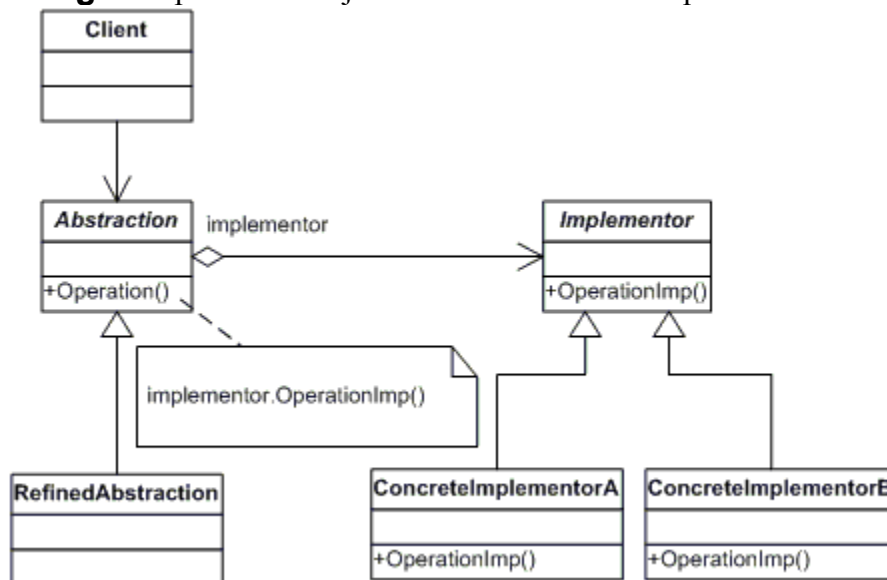 Client
Abstraction
implementor
Implementor
+Operation()
+OperationImp()
implementor.OperationImp()
RefinedAbstraction
ConcreteImplementorA
ConcreteImplementorB
+OperationImp()
+OperationImp()